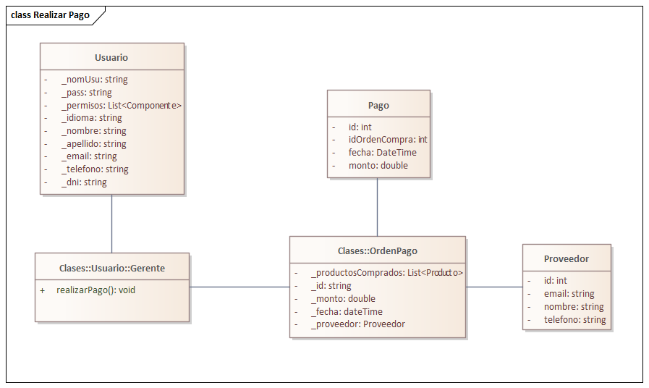 class Realizar Pago
Usuario
- _nomUsu: string
- _pass: string
- _permisos: List<Componente>
- _idioma: string
- _nombre: string
- _apellido: string
- _email: string
- _telefono: string
- _dni: string
Pago
- id: int
- idOrdenCompra: int
- fecha: DateTime
- monto: double
Clases::Usuario::Gerente
+ realizarPago(): void
Clases::OrdenPago
- _productosComprados: List<Producto>
- _id: string
- _monto: double
- _fecha: dateTime
- _proveedor: Proveedor
Proveedor
- id: int
- email: string
- nombre: string
- telefono: string